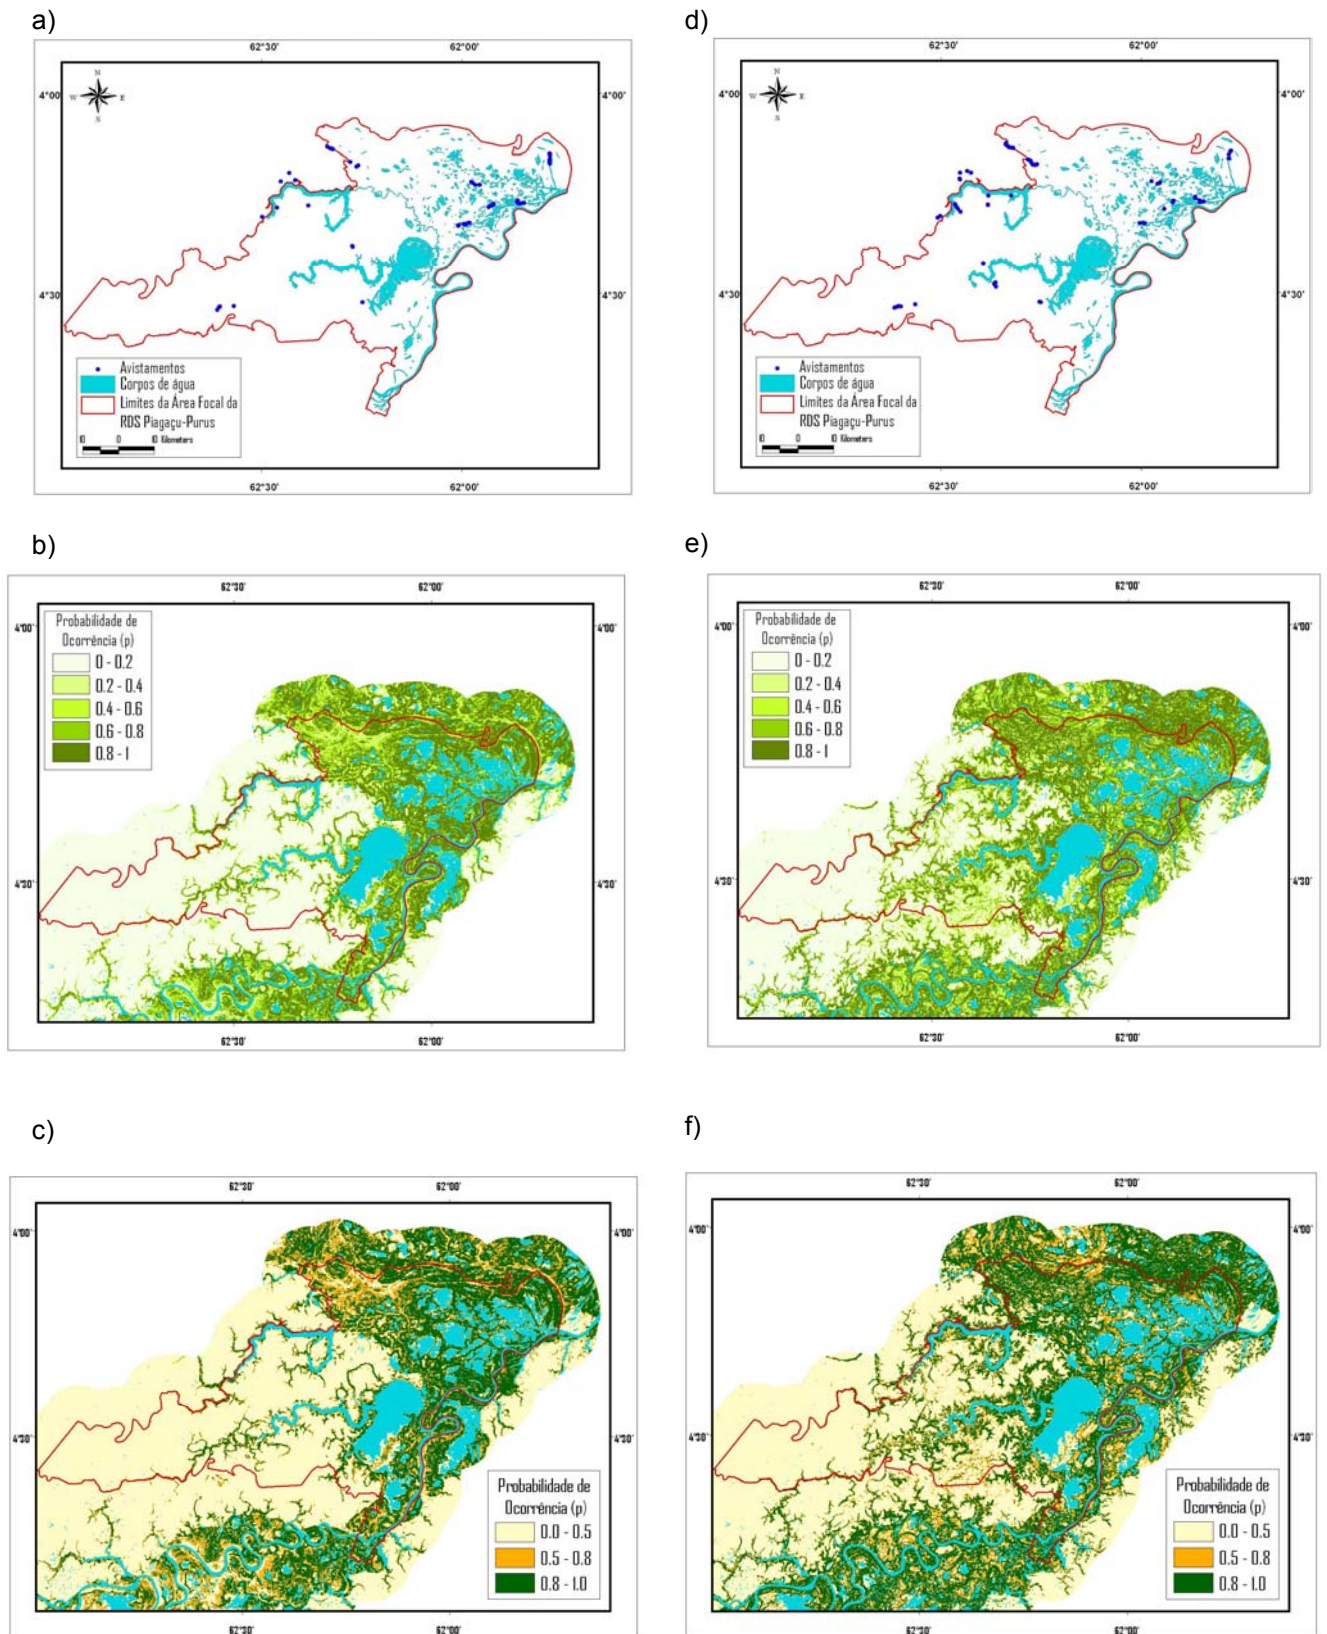 a)
62°30'
62°00'
N
W
E
S
4°00'
4°00'
4°30'
4°30'
Avistamentos
Corpos de água
Limites da Área Focal da
RDS Piagaçu-Purus
10 0 10 Kilometers
62°30'
62°00'
d)
62°30'
62°00'
N
W
E
S
4°00'
4°00'
4°30
4°30'
Avistamentos
Corpos de água
Limites da Área Focal da
RDS Piagaçu-Purus
10 0 10 Kilometers
62°30'
62°00'
b)
62°30'
62°00'
Probabilidade de
Ocorrência (p)
0 - 0.2
0.2 - 0.4
0.4 - 0.6
0.6 - 0.8
0.8 - 1
4°00'
4°00'
4°30'
4°30'
62°30'
62°00'
e)
62°30'
62°00'
Probabilidade de
Ocorrência (p)
0 - 0.2
0.2 - 0.4
0.4 - 0.6
0.6 - 0.8
0.8 - 1
4°00'
4°00'
4°30'
4°30'
62°30'
62°00'
c)
62°30'
62°00'
4°00'
4°00'
4°30'
4°30'
Probabilidade de
Ocorrência (p)
0.0 - 0.5
0.5 - 0.8
0.8 - 1.0
62°30'
62°00'
f)
62°30'
62°00'
4°00'
4°00'
4°30'
4°30'
Probabilidade de
Ocorrência (p)
0.0 - 0.5
0.5 - 0.8
0.8 - 1.0
62°30'
62°00'